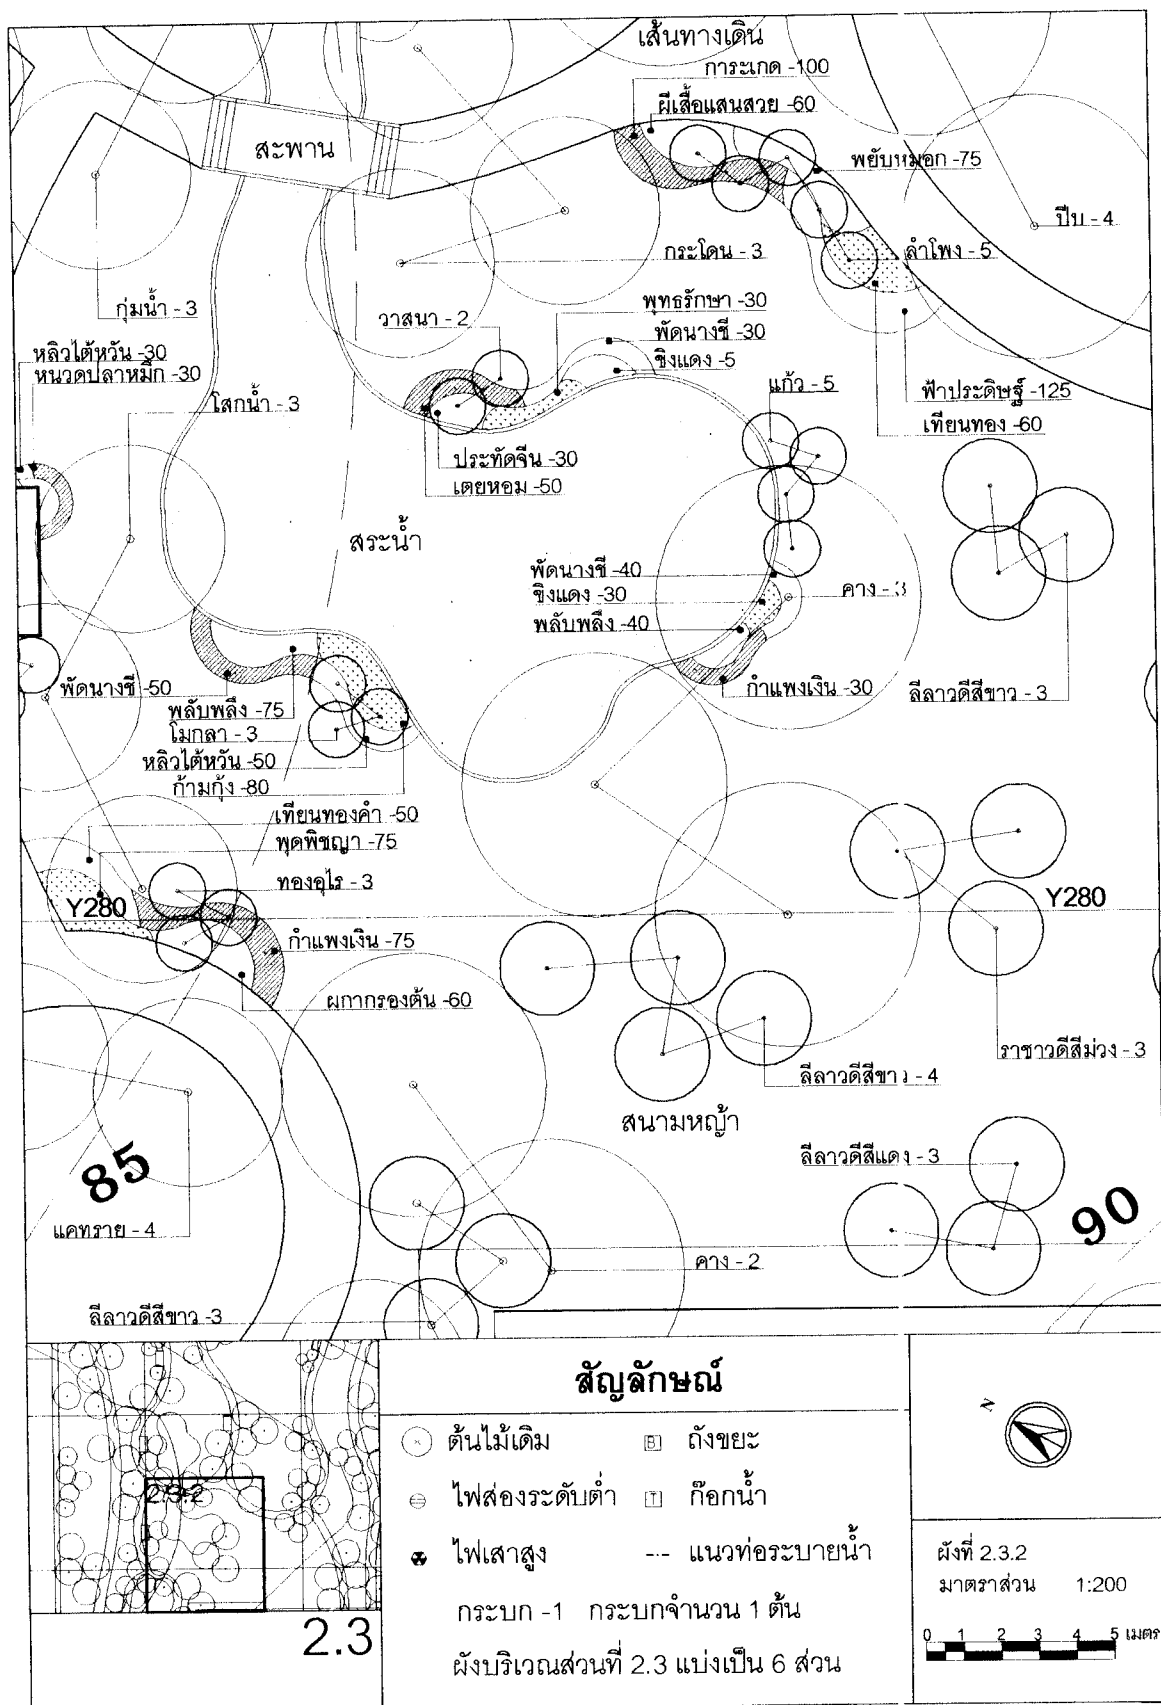 เส้นทางเดิน
การะเกด -100
ผีเสื้อแสนสวย -60
สะพาน
พยับหมอก -75
ปีบ - 4
กระโดน - 3
ลำโพง - 5
กุ่มน้ำ - 3
วาสนา - 2
พุทธรักษา -30
พัดนางชี -30
ขิงแดง -5
หลิวไต้หวัน -30
หนวดปลาหมึก -30
โสกน้ำ - 3
แก้ว - 5
ฟ้าประดิษฐ์ -125
เทียนทอง -60
ประทัดจีน -30
เตยหอม -50
สระน้ำ
พัดนางชี -40
ขิงแดง -30
พลับพลึง -40
คาง - 3
พัดนางชี -50
พลับพลึง -75
โมกลา - 3
หลิวไต้หวัน -50
ก้ามกุ้ง -80
กำแพงเงิน -30
ลีลาวดีสีขาว - 3
เทียนทองคำ -50
พุดพิชญา -75
ทองอุไร - 3
Y280
Y280
กำแพงเงิน -75
ผกากรองต้น -60
ราชาวดีสีม่วง - 3
ลีลาวดีสีขาว - 4
สนามหญ้า
85
ลีลาวดีสีแดง - 3
90
แคทราย - 4
คาง - 2
ลีลาวดีสีขาว -3
สัญลักษณ์
N
ต้นไม้เดิม
B ถังขยะ
2.3.2
ไฟส่องระดับต่ำ
T ก๊อกน้ำ
ไฟเสาสูง
แนวท่อระบายน้ำ
ผังที่ 2.3.2
มาตราส่วน 1:200
กระบก -1 กระบกจำนวน 1 ต้น
2.3
0 1 2 3 4 5 เมตร
ผังบริเวณส่วนที่ 2.3 แบ่งเป็น 6 ส่วน